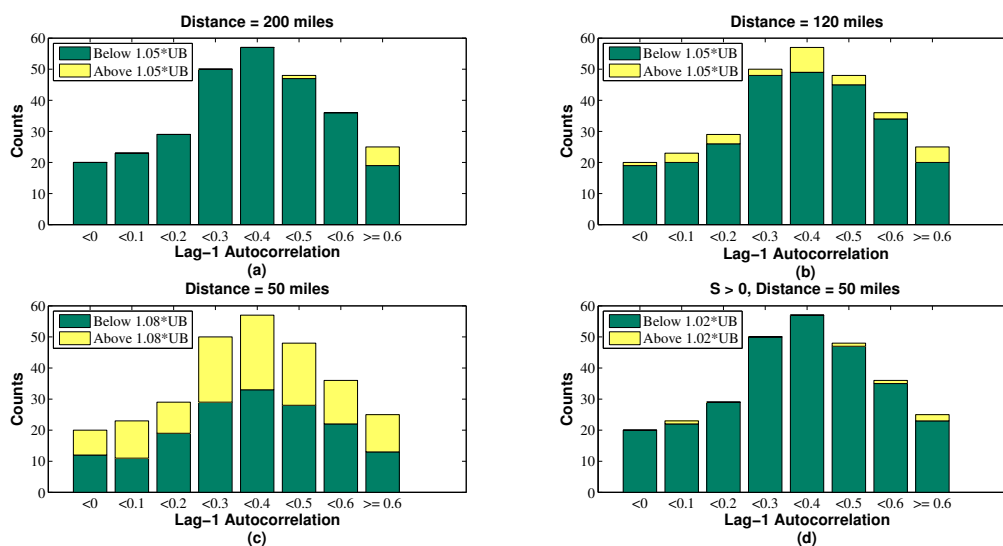 Distance = 200 miles
60
50
40
30
20
10
0
Counts
Below 1.05*UB
Above 1.05*UB
<0 <0.1 <0.2 <0.3 <0.4 <0.5 <0.6 >= 0.6
Lag−1 Autocorrelation
(a)
Distance = 120 miles
60
50
40
30
20
10
0
Counts
Below 1.05*UB
Above 1.05*UB
<0 <0.1 <0.2 <0.3 <0.4 <0.5 <0.6 >= 0.6
Lag−1 Autocorrelation
(b)
Distance = 50 miles
60
50
40
30
20
10
0
Counts
Below 1.08*UB
Above 1.08*UB
<0 <0.1 <0.2 <0.3 <0.4 <0.5 <0.6 >= 0.6
Lag−1 Autocorrelation
(c)
S > 0, Distance = 50 miles
60
50
40
30
20
10
0
Counts
Below 1.02*UB
Above 1.02*UB
<0 <0.1 <0.2 <0.3 <0.4 <0.5 <0.6 >= 0.6
Lag−1 Autocorrelation
(d)